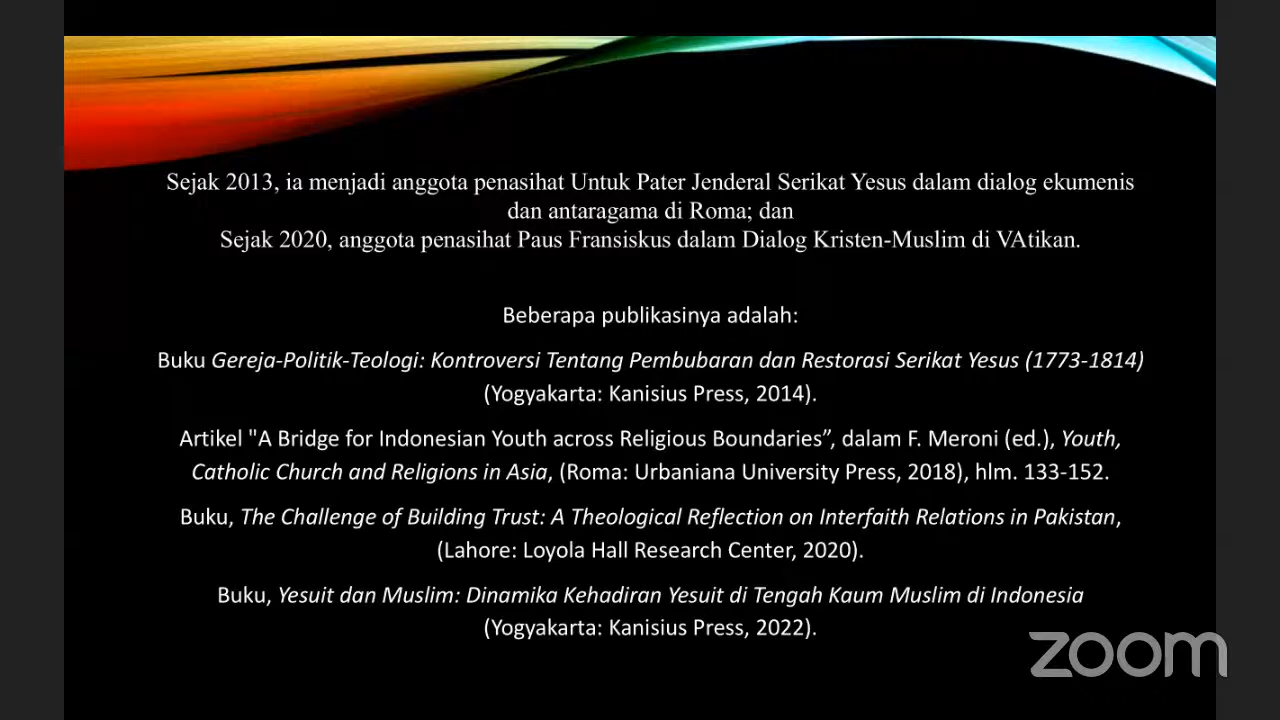 Sejak 2013, ia menjadi anggota penasihat Untuk Pater Jenderal Serikat Yesus dalam dialog ekumenis
dan antaragama di Roma; dan
Sejak 2020, anggota penasihat Paus Fransiskus dalam Dialog Kristen-Muslim di VAtikan.
Beberapa publikasinya adalah:
Buku Gereja-Politik-Teologi: Kontroversi Tentang Pembubaran dan Restorasi Serikat Yesus (1773-1814)
(Yogyakarta: Kanisius Press, 2014).
Artikel "A Bridge for Indonesian Youth across Religious Boundaries”, dalam F. Meroni (ed.), Youth,
Catholic Church and Religions in Asia, (Roma: Urbaniana University Press, 2018), hlm. 133-152.
Buku, The Challenge of Building Trust: A Theological Reflection on Interfaith Relations in Pakistan,
(Lahore: Loyola Hall Research Center, 2020).
Buku, Yesuit dan Muslim: Dinamika Kehadiran Yesuit di Tengah Kaum Muslim di Indonesia
(Yogyakarta: Kanisius Press, 2022).
zoom